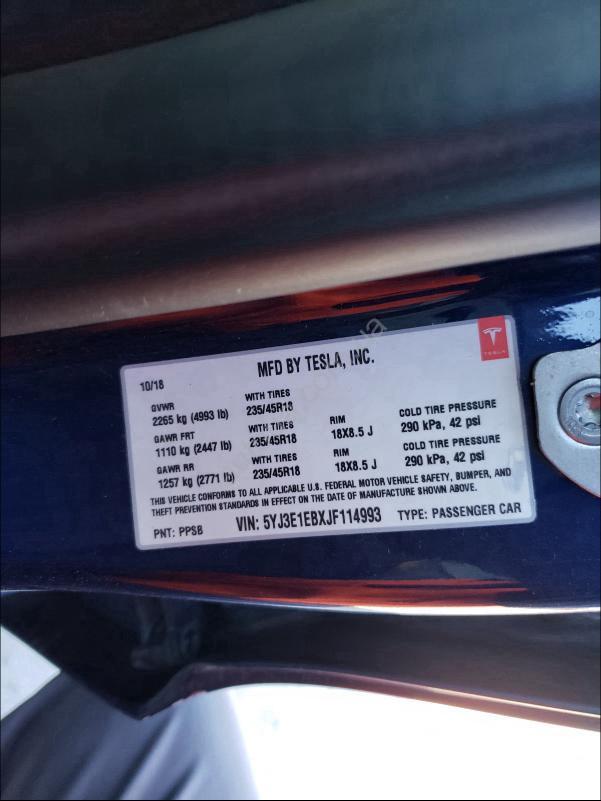 MFD BY TESLA, INC.
TESLA
10/18
GVWR WITH TIRES
2265 kg (4993 lb) 235/45R18
GAWR FRT WITH TIRES RIM COLD TIRE PRESSURE
1110 kg (2447 lb) 235/45R18 18X8.5 J 290 kPa, 42 psi
GAWR RR WITH TIRES RIM COLD TIRE PRESSURE
1257 kg (2771 lb) 235/45R18 18X8.5 J 290 kPa, 42 psi
THIS VEHICLE CONFORMS TO ALL APPLICABLE U.S. FEDERAL MOTOR VEHICLE SAFETY, BUMPER, AND
THEFT PREVENTION STANDARDS IN EFFECT ON THE DATE OF MANUFACTURE SHOWN ABOVE.
PNT: PPSB VIN: 5YJ3E1EBXJF114993 TYPE: PASSENGER CAR